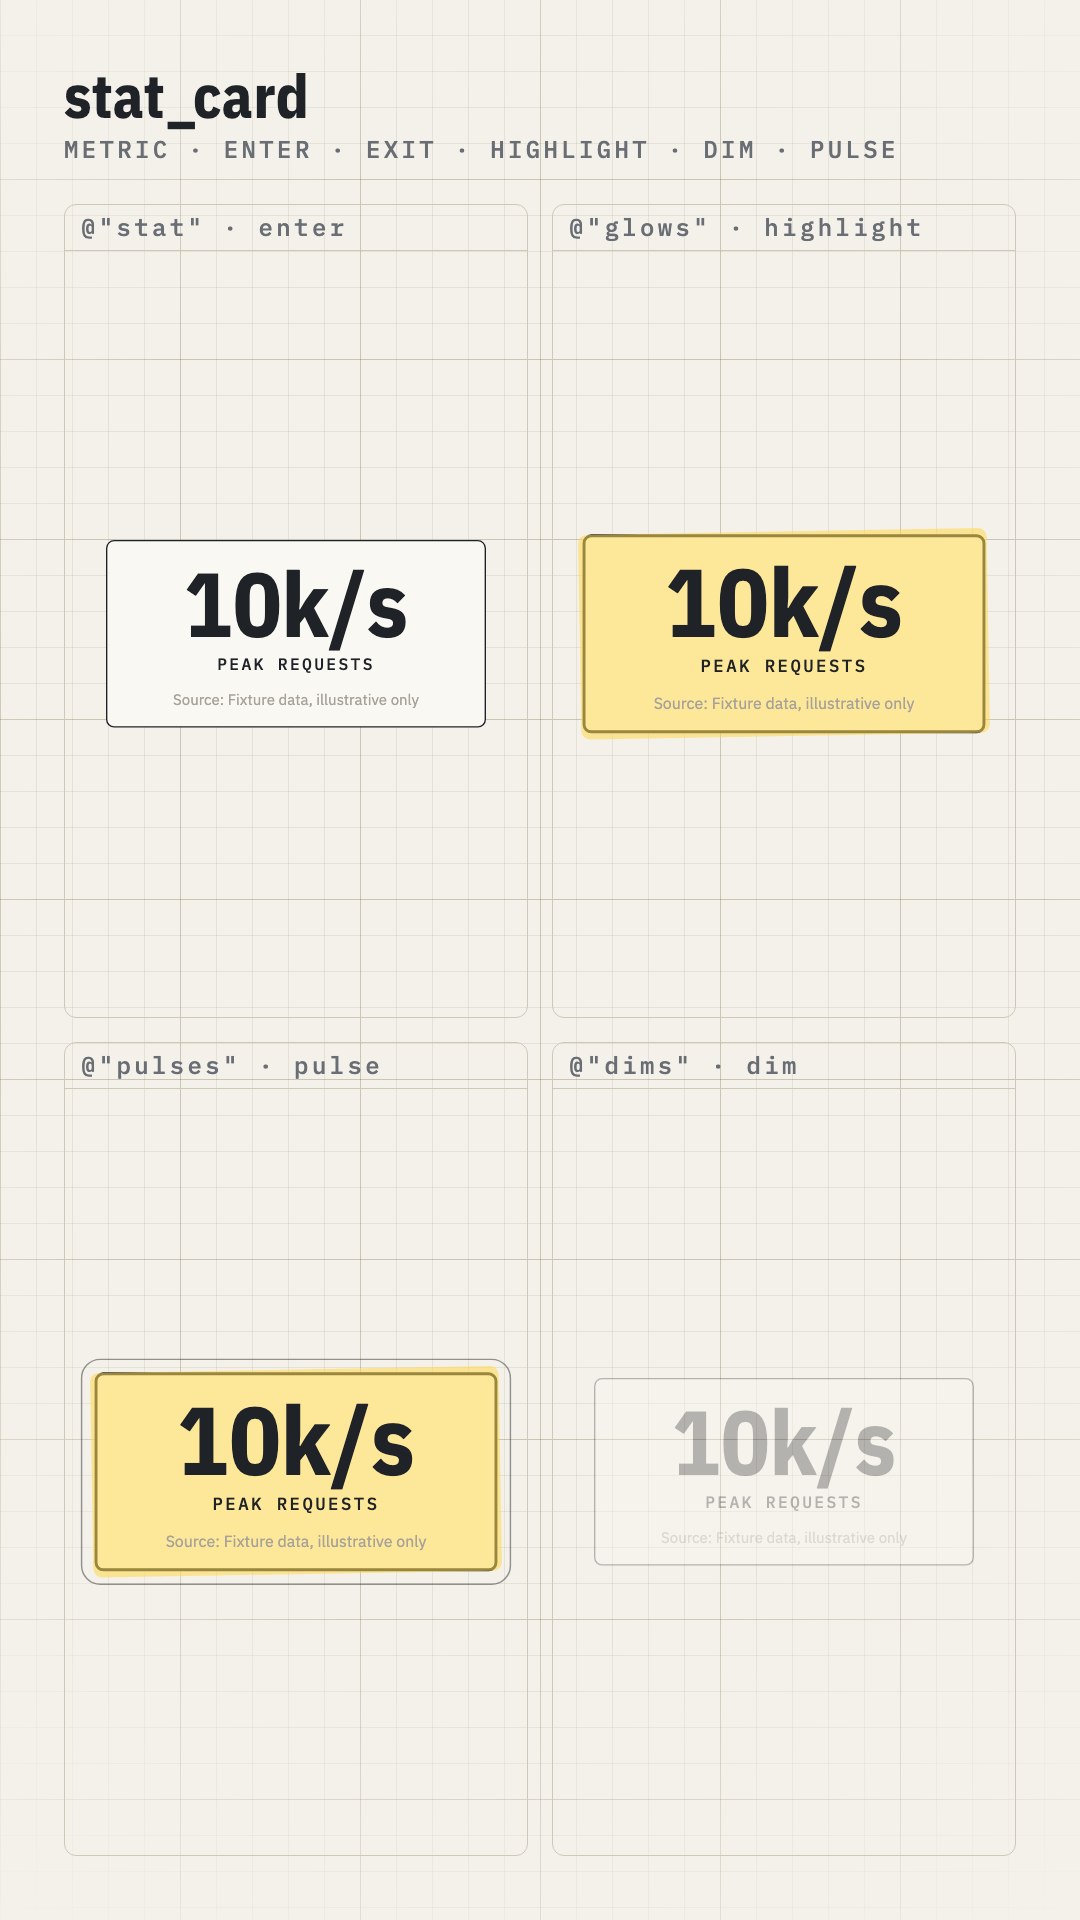 stat_card
METRIC · ENTER · EXIT · HIGHLIGHT · DIM · PULSE
@"stat" · enter
10k/s
PEAK REQUESTS
Source: Fixture data, illustrative only
@"glows" · highlight
10k/s
PEAK REQUESTS
Source: Fixture data, illustrative only
@"pulses" · pulse
10k/s
PEAK REQUESTS
Source: Fixture data, illustrative only
@"dims" · dim
10k/s
PEAK REQUESTS
Source: Fixture data, illustrative only